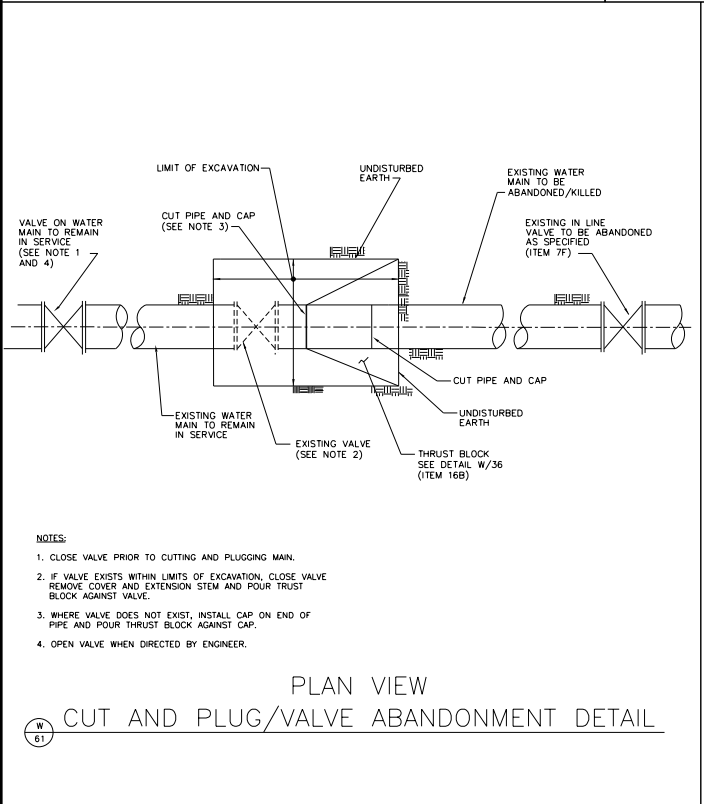 LIMIT OF EXCAVATION
UNDISTURBED
EARTH
EXISTING WATER
MAIN TO BE
ABANDONED/KILLED
VALVE ON WATER
MAIN TO REMAIN
IN SERVICE
(SEE NOTE 1
AND 4)
CUT PIPE AND CAP
(SEE NOTE 3)
EXISTING IN LINE
VALVE TO BE ABANDONED
AS SPECIFIED
(ITEM 7F)
CUT PIPE AND CAP
EXISTING WATER
MAIN TO REMAIN
IN SERVICE
EXISTING VALVE
(SEE NOTE 2)
UNDISTURBED
EARTH
THRUST BLOCK
SEE DETAIL W/36
(ITEM 16B)
NOTES:
1. CLOSE VALVE PRIOR TO CUTTING AND PLUGGING MAIN.
2. IF VALVE EXISTS WITHIN LIMITS OF EXCAVATION, CLOSE VALVE
REMOVE COVER AND EXTENSION STEM AND POUR TRUST
BLOCK AGAINST VALVE.
3. WHERE VALVE DOES NOT EXIST, INSTALL CAP ON END OF
PIPE AND POUR THRUST BLOCK AGAINST CAP.
4. OPEN VALVE WHEN DIRECTED BY ENGINEER.
PLAN VIEW
CUT AND PLUG/VALVE ABANDONMENT DETAIL
W
61